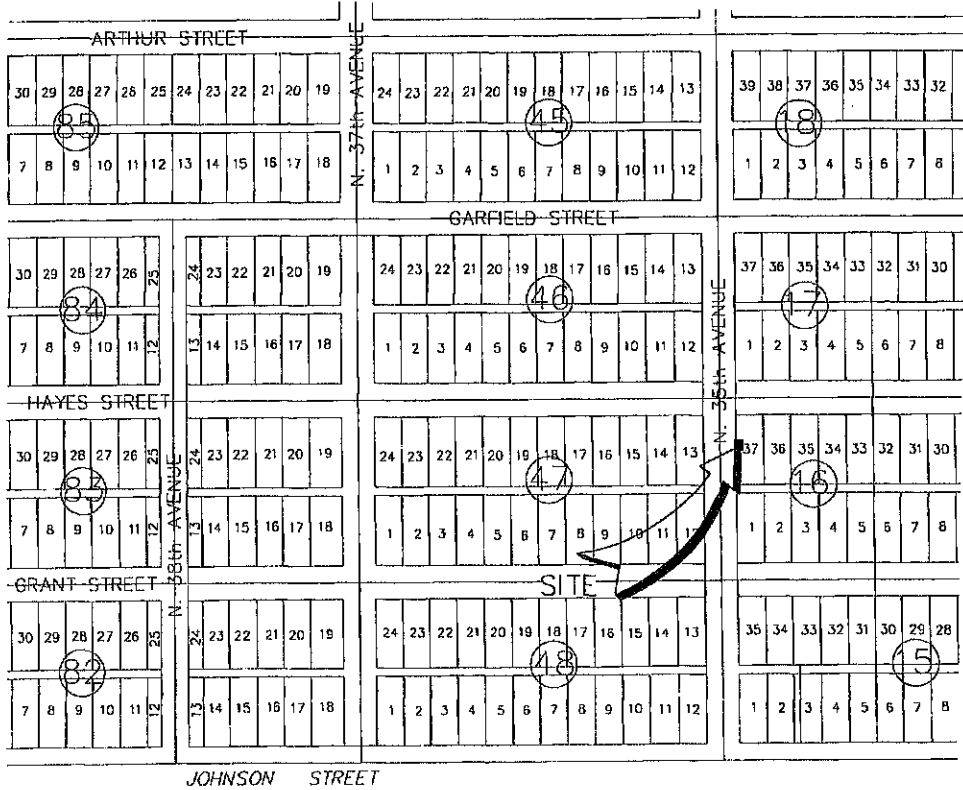 ARTHUR STREET
30 29 28 27 26 25 24 23 22 21 20 19 24 23 22 21 20 19 18 17 16 15 14 13 39 38 37 36 35 34 33 32
85 45 18
7 8 9 10 11 12 13 14 15 16 17 18 1 2 3 4 5 6 7 8 9 10 11 12 1 2 3 4 5 6 7 8
N. 37th AVENUE
GARFIELD STREET
30 29 28 27 26 25 24 23 22 21 20 19 24 23 22 21 20 19 18 17 16 15 14 13 37 36 35 34 33 32 31 30
84 46 17
7 8 9 10 11 12 13 14 15 16 17 18 1 2 3 4 5 6 7 8 9 10 11 12 1 2 3 4 5 6 7 8
N. 35th AVENUE
HAYES STREET
30 29 28 27 26 25 24 23 22 21 20 19 24 23 22 21 20 19 18 17 16 15 14 13 37 36 35 34 33 32 31 30
83 47 16
7 8 9 10 11 12 13 14 15 16 17 18 1 2 3 4 5 6 7 8 9 10 11 12 1 2 3 4 5 6 7 8
N. 38th AVENUE
GRANT STREET
SITE
30 29 28 27 26 25 24 23 22 21 20 19 24 23 22 21 20 19 18 17 16 15 14 13 35 34 33 32 31 30 29 28
82 48 15
7 8 9 10 11 12 13 14 15 16 17 18 1 2 3 4 5 6 7 8 9 10 11 12 1 2 3 4 5 6 7 8
JOHNSON STREET